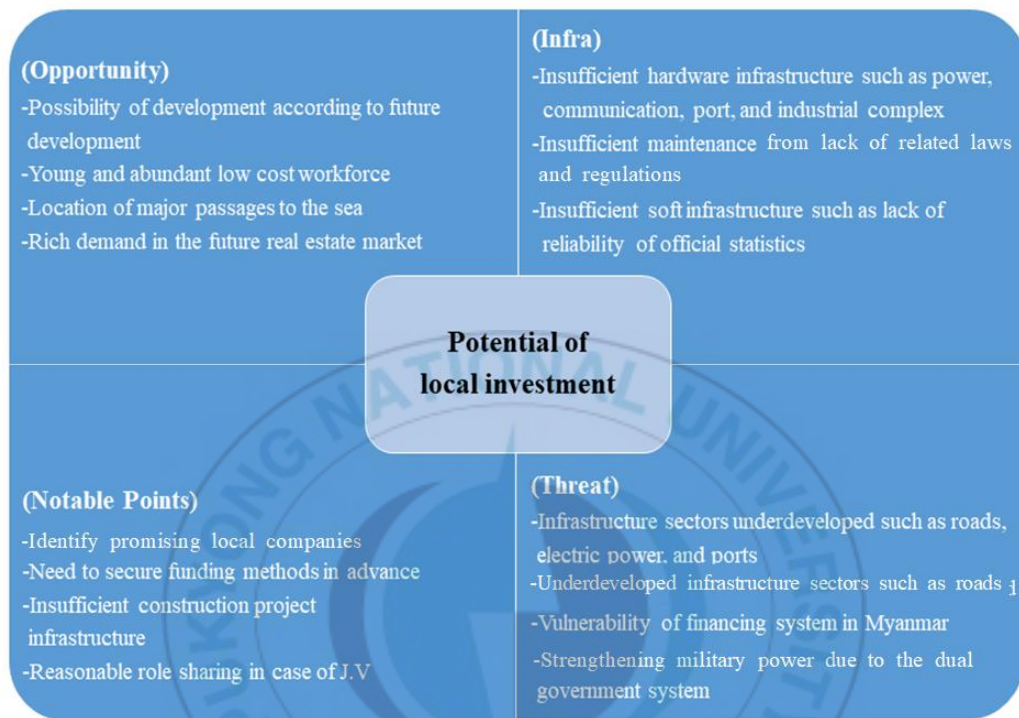 (Opportunity)
-Possibility of development according to future
development
-Young and abundant low cost workforce
-Location of major passages to the sea
-Rich demand in the future real estate market
(Infra)
-Insufficient hardware infrastructure such as power,
communication, port, and industrial complex
-Insufficient maintenance from lack of related laws
and regulations
-Insufficient soft infrastructure such as lack of
reliability of official statistics
Potential of
local investment
(Notable Points)
-Identify promising local companies
-Need to secure funding methods in advance
-Insufficient construction project
infrastructure
-Reasonable role sharing in case of J.V
(Threat)
-Infrastructure sectors underdeveloped such as roads,
electric power, and ports
-Underdeveloped infrastructure sectors such as roads
-Vulnerability of financing system in Myanmar
-Strengthening military power due to the dual
government system
PUKYONG NATIONAL UNIVERSIT